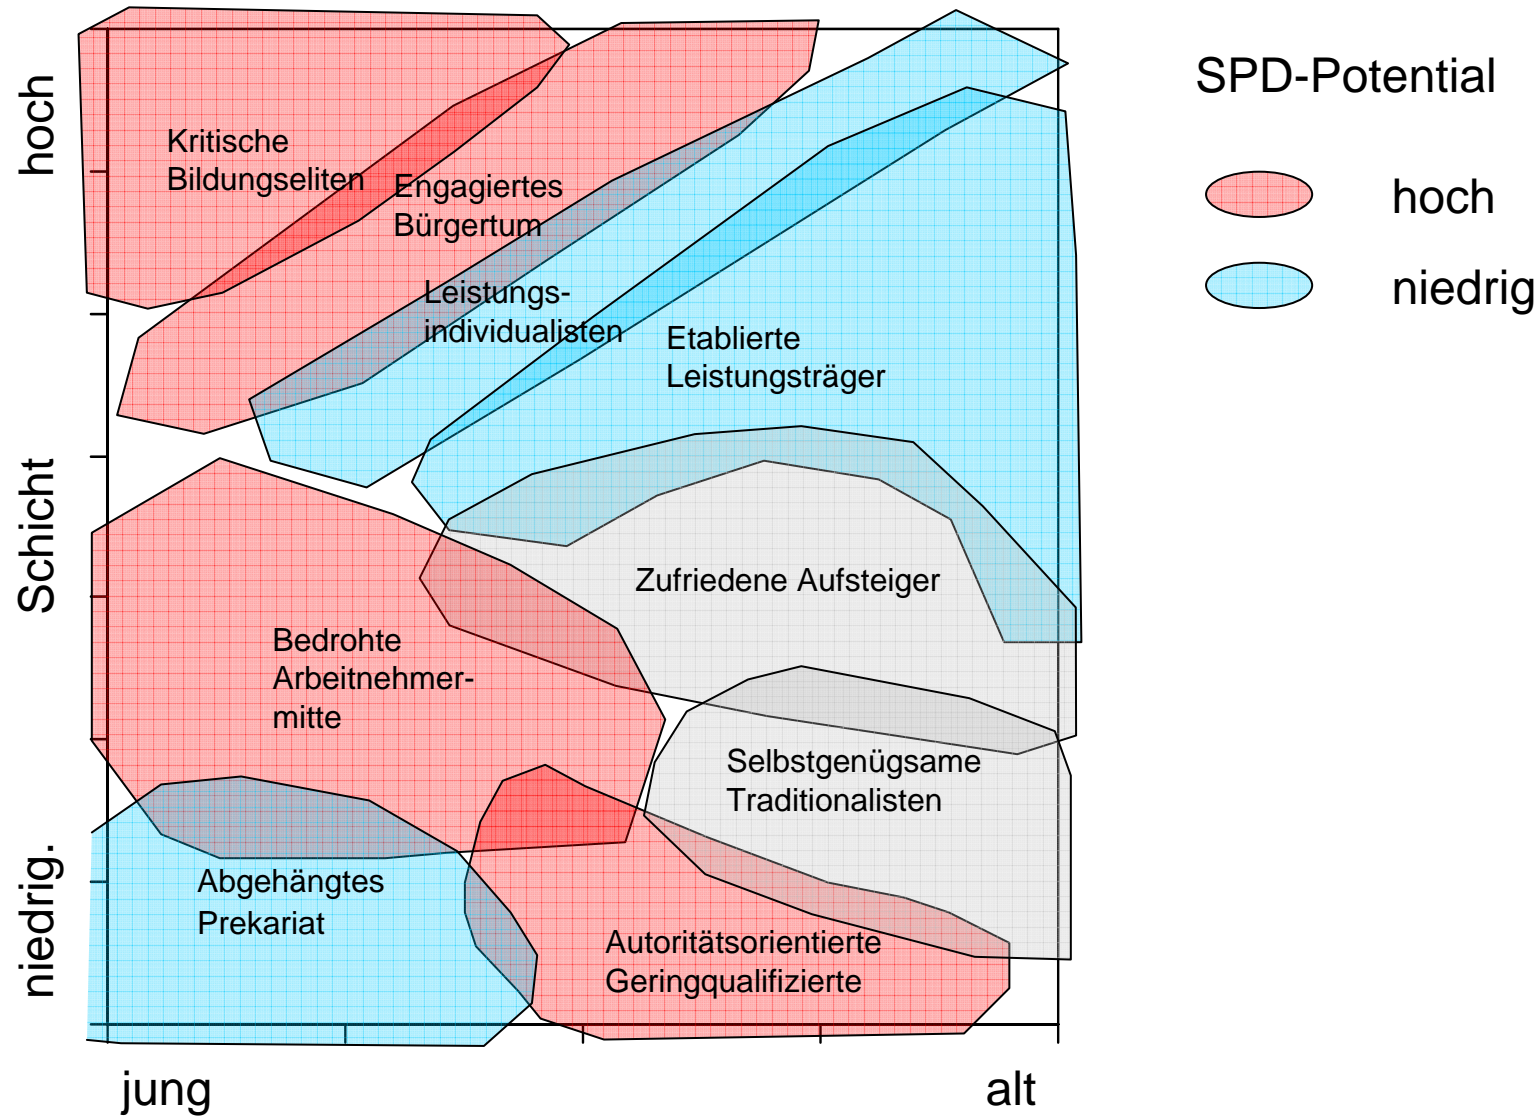 hoch
Schicht
niedrig.
Kritische
Bildungseliten
Engagiertes
Bürgertum
Leistungs-
individualisten
Etablierte
Leistungsträger
Zufriedene Aufsteiger
Bedrohte
Arbeitnehmer-
mitte
Selbstgenügsame
Traditionalisten
Abgehängtes
Prekariat
Autoritätsorientierte
Geringqualifizierte
jung
alt
SPD-Potential
hoch
niedrig